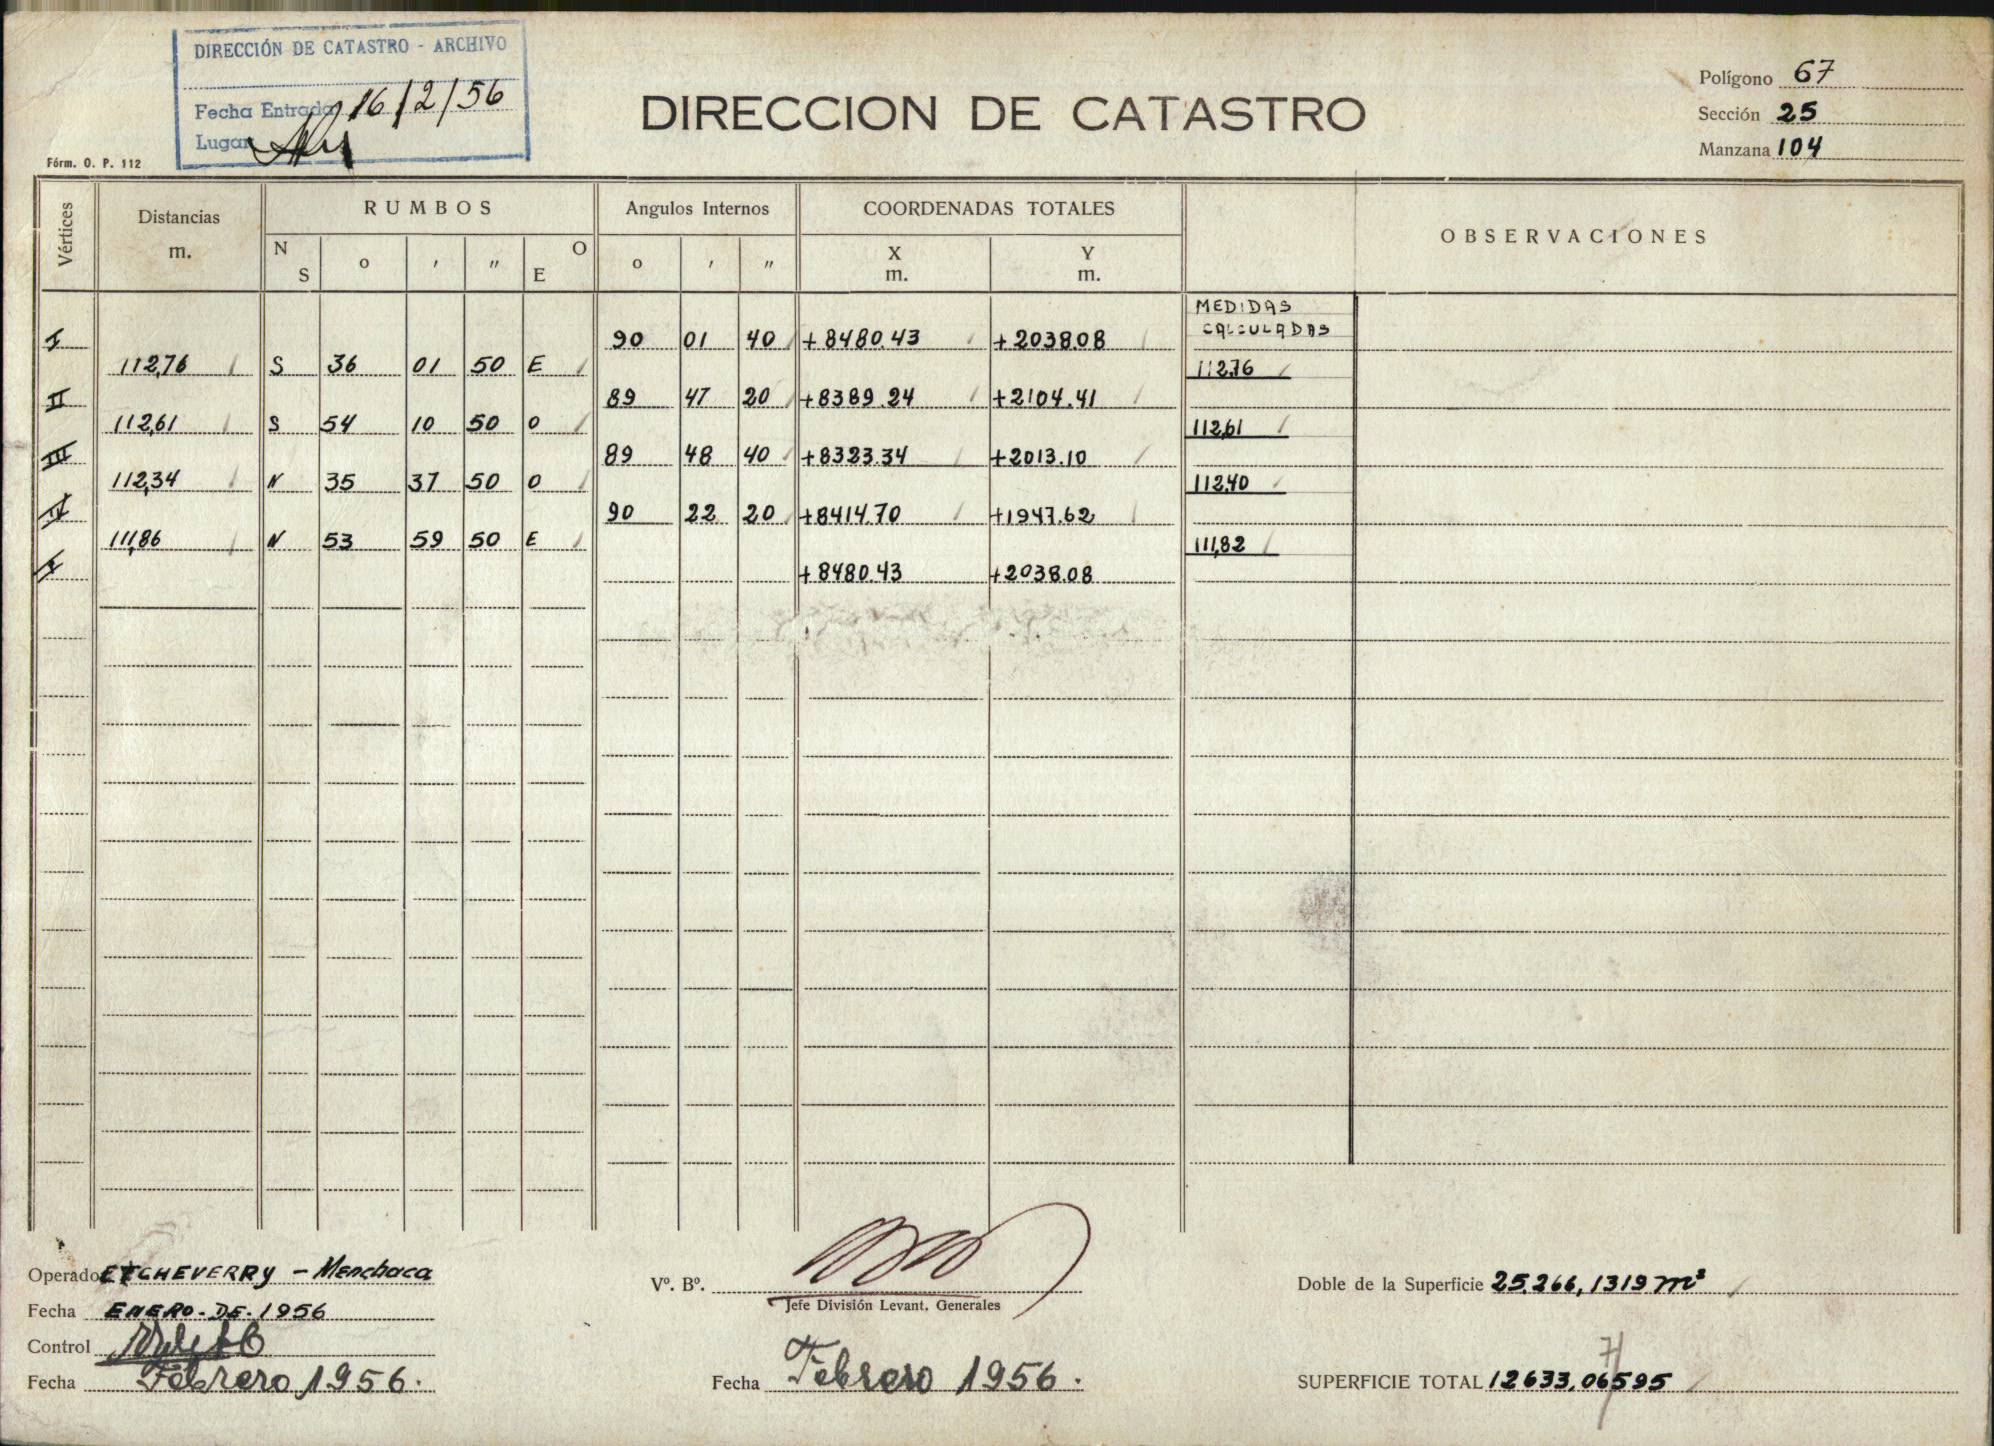 DIRECCIÓN DE CATASTRO - ARCHIVO
Fecha Entrada 16/2/56
Lugar
Fórm. O. P. 112
DIRECCION DE CATASTRO
Polígono 67
Sección 25
Manzana 104
Vértices Distancias m. RUMBOS Angulos Internos COORDENADAS TOTALES OBSERVACIONES
N S o ' " E O o ' " X m. Y m.
MEDIDAS
CALCULADAS
I 90 01 40 +8480.43 +2038.08
112,76 S 36 01 50 E 112,76
II 89 47 20 +8389.24 +2104.41
112,61 S 54 10 50 O 112,61
III 89 48 40 +8323.34 +2013.10
112,34 N 35 37 50 O 112,40
IV 90 22 20 +8414.70 +1947.62
111,86 N 53 59 50 E 111,82
I +8480.43 +2038.08
Operado ETCHEVERRY - Menchaca
Fecha ENERO-DE-1956
Control
Fecha Febrero 1956.
Vº. Bº.
Jefe División Levant. Generales
Fecha Febrero 1956.
Doble de la Superficie 25.266,1319 m²
SUPERFICIE TOTAL 12633,06595
7